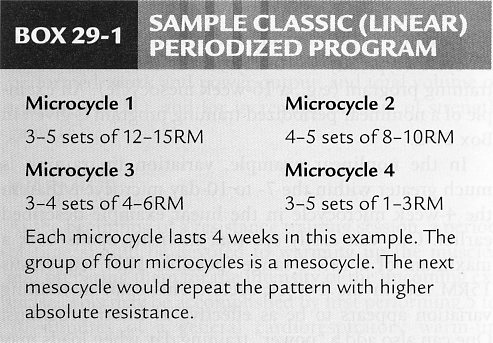 BOX 29-1
SAMPLE CLASSIC (LINEAR)
PERIODIZED PROGRAM
Microcycle 1
3–5 sets of 12–15RM
Microcycle 2
4–5 sets of 8–10RM
Microcycle 3
3–4 sets of 4–6RM
Microcycle 4
3–5 sets of 1–3RM
Each microcycle lasts 4 weeks in this example. The
group of four microcycles is a mesocycle. The next
mesocycle would repeat the pattern with higher
absolute resistance.